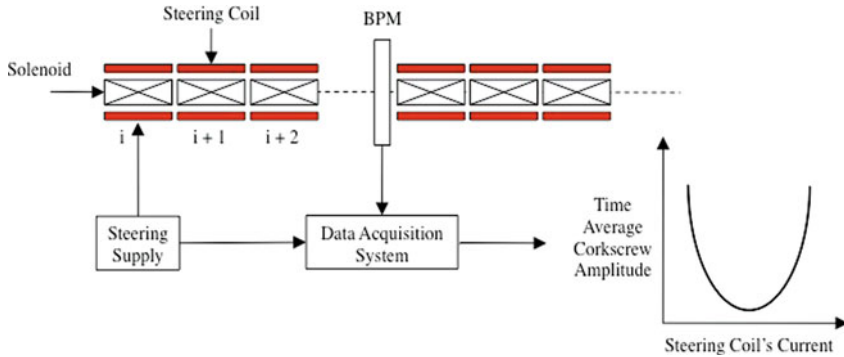 Steering Coil
BPM
Solenoid
i
i + 1
i + 2
Steering
Supply
Data Acquisition
System
Time
Average
Corkscrew
Amplitude
Steering Coil's Current